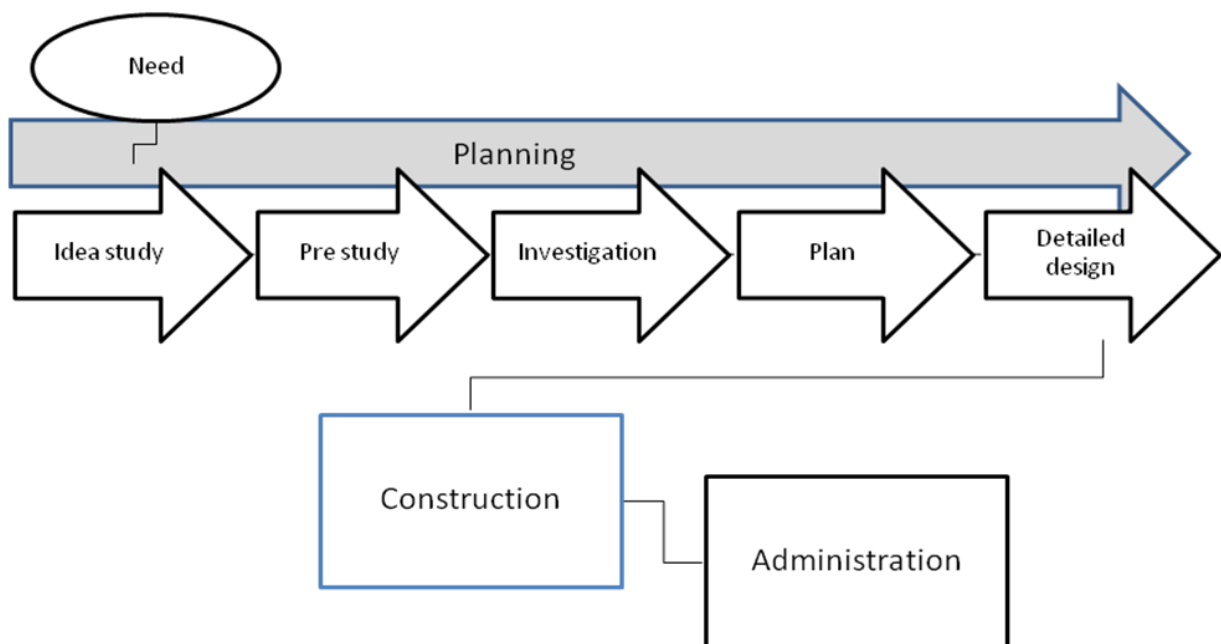 Need
Planning
Idea study
Pre study
Investigation
Plan
Detailed
design
Construction
Administration